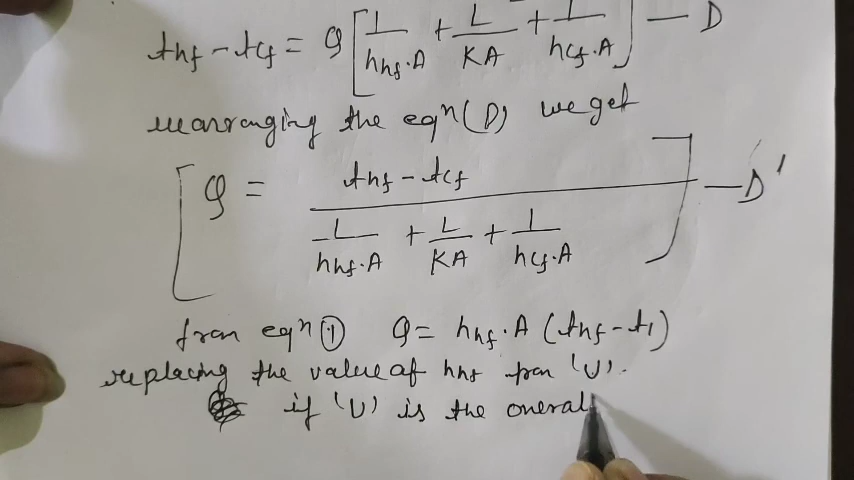 thf - tcf = Q [ 1/hhf.A + L/KA + 1/hcf.A ] — D
rearranging the eqn (D) we get
[ Q = thf - tcf / 1/hhf.A + L/KA + 1/hcf.A ] — D'
from eqn ① Q = hhf.A (thf - t1)
replacing the value of hhf from 'U'.
if 'U' is the overal